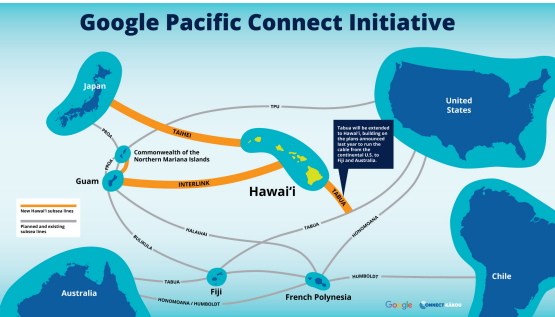 Google Pacific Connect Initiative
Japan
TPU
United
States
TAIHEI
PROA
Tabua will be extended
to Hawai‘i, building on
the plans announced
last year to run the
cable from the
continental U.S. to
Fiji and Australia.
Commonwealth of the
Northern Mariana Islands
PROA
Guam
INTERLINK
Hawai‘i
TABUA
New Hawai‘i subsea lines
Planned and existing
subsea lines
BULIKULA
HALAIHAI
TABUA
HONOMOANA
TABUA
HUMBOLDT
Chile
Australia
Fiji
French Polynesia
HONOMOANA / HUMBOLDT
Google